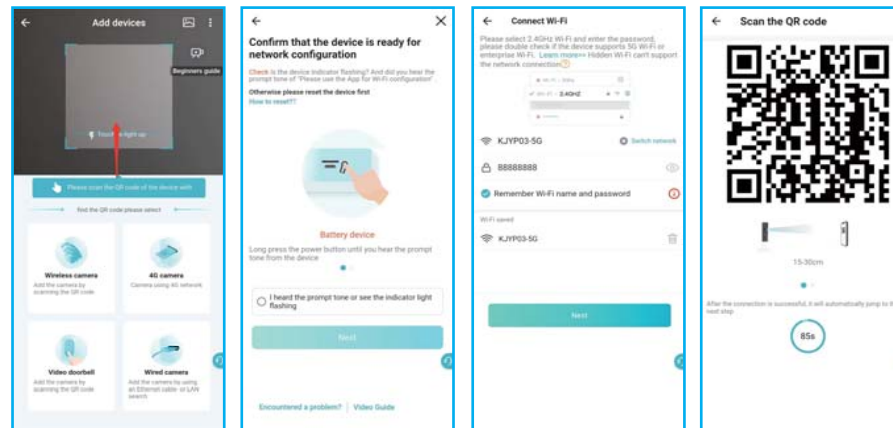 Add devices
Beginners guide
Touch to light up
Please scan the QR code of the device with
find the QR code please select
Wireless camera
Add the camera by
scanning the QR code
4G camera
Camera using 4G network
Video doorbell
Add the camera by
scanning the QR code
Wired camera
Add the camera by using
an Ethernet cable or LAN
search
Confirm that the device is ready for
network configuration
Check is the device indicator flashing? And did you hear the
prompt tone of "Please use the App for Wi-Fi configuration" .
Otherwise please reset the device first
How to reset??
Battery device
Long press the power button until you hear the prompt
tone from the device
I heard the prompt tone or see the indicator light
flashing
Next
Encountered a problem? | Video Guide
Connect Wi-Fi
Please select 2.4GHz Wi-Fi and enter the password,
please double check if the device supports 5G Wi-Fi or
enterprise Wi-Fi. Learn more>> Hidden Wi-Fi can't support
the network connection?
2.4GHZ
KJYP03-5G
Switch network
88888888
Remember Wi-Fi name and password
Wi-Fi saved
KJYP03-5G
Next
Scan the QR code
15-30cm
After the connection is successful, it will automatically jump to
next step
85s